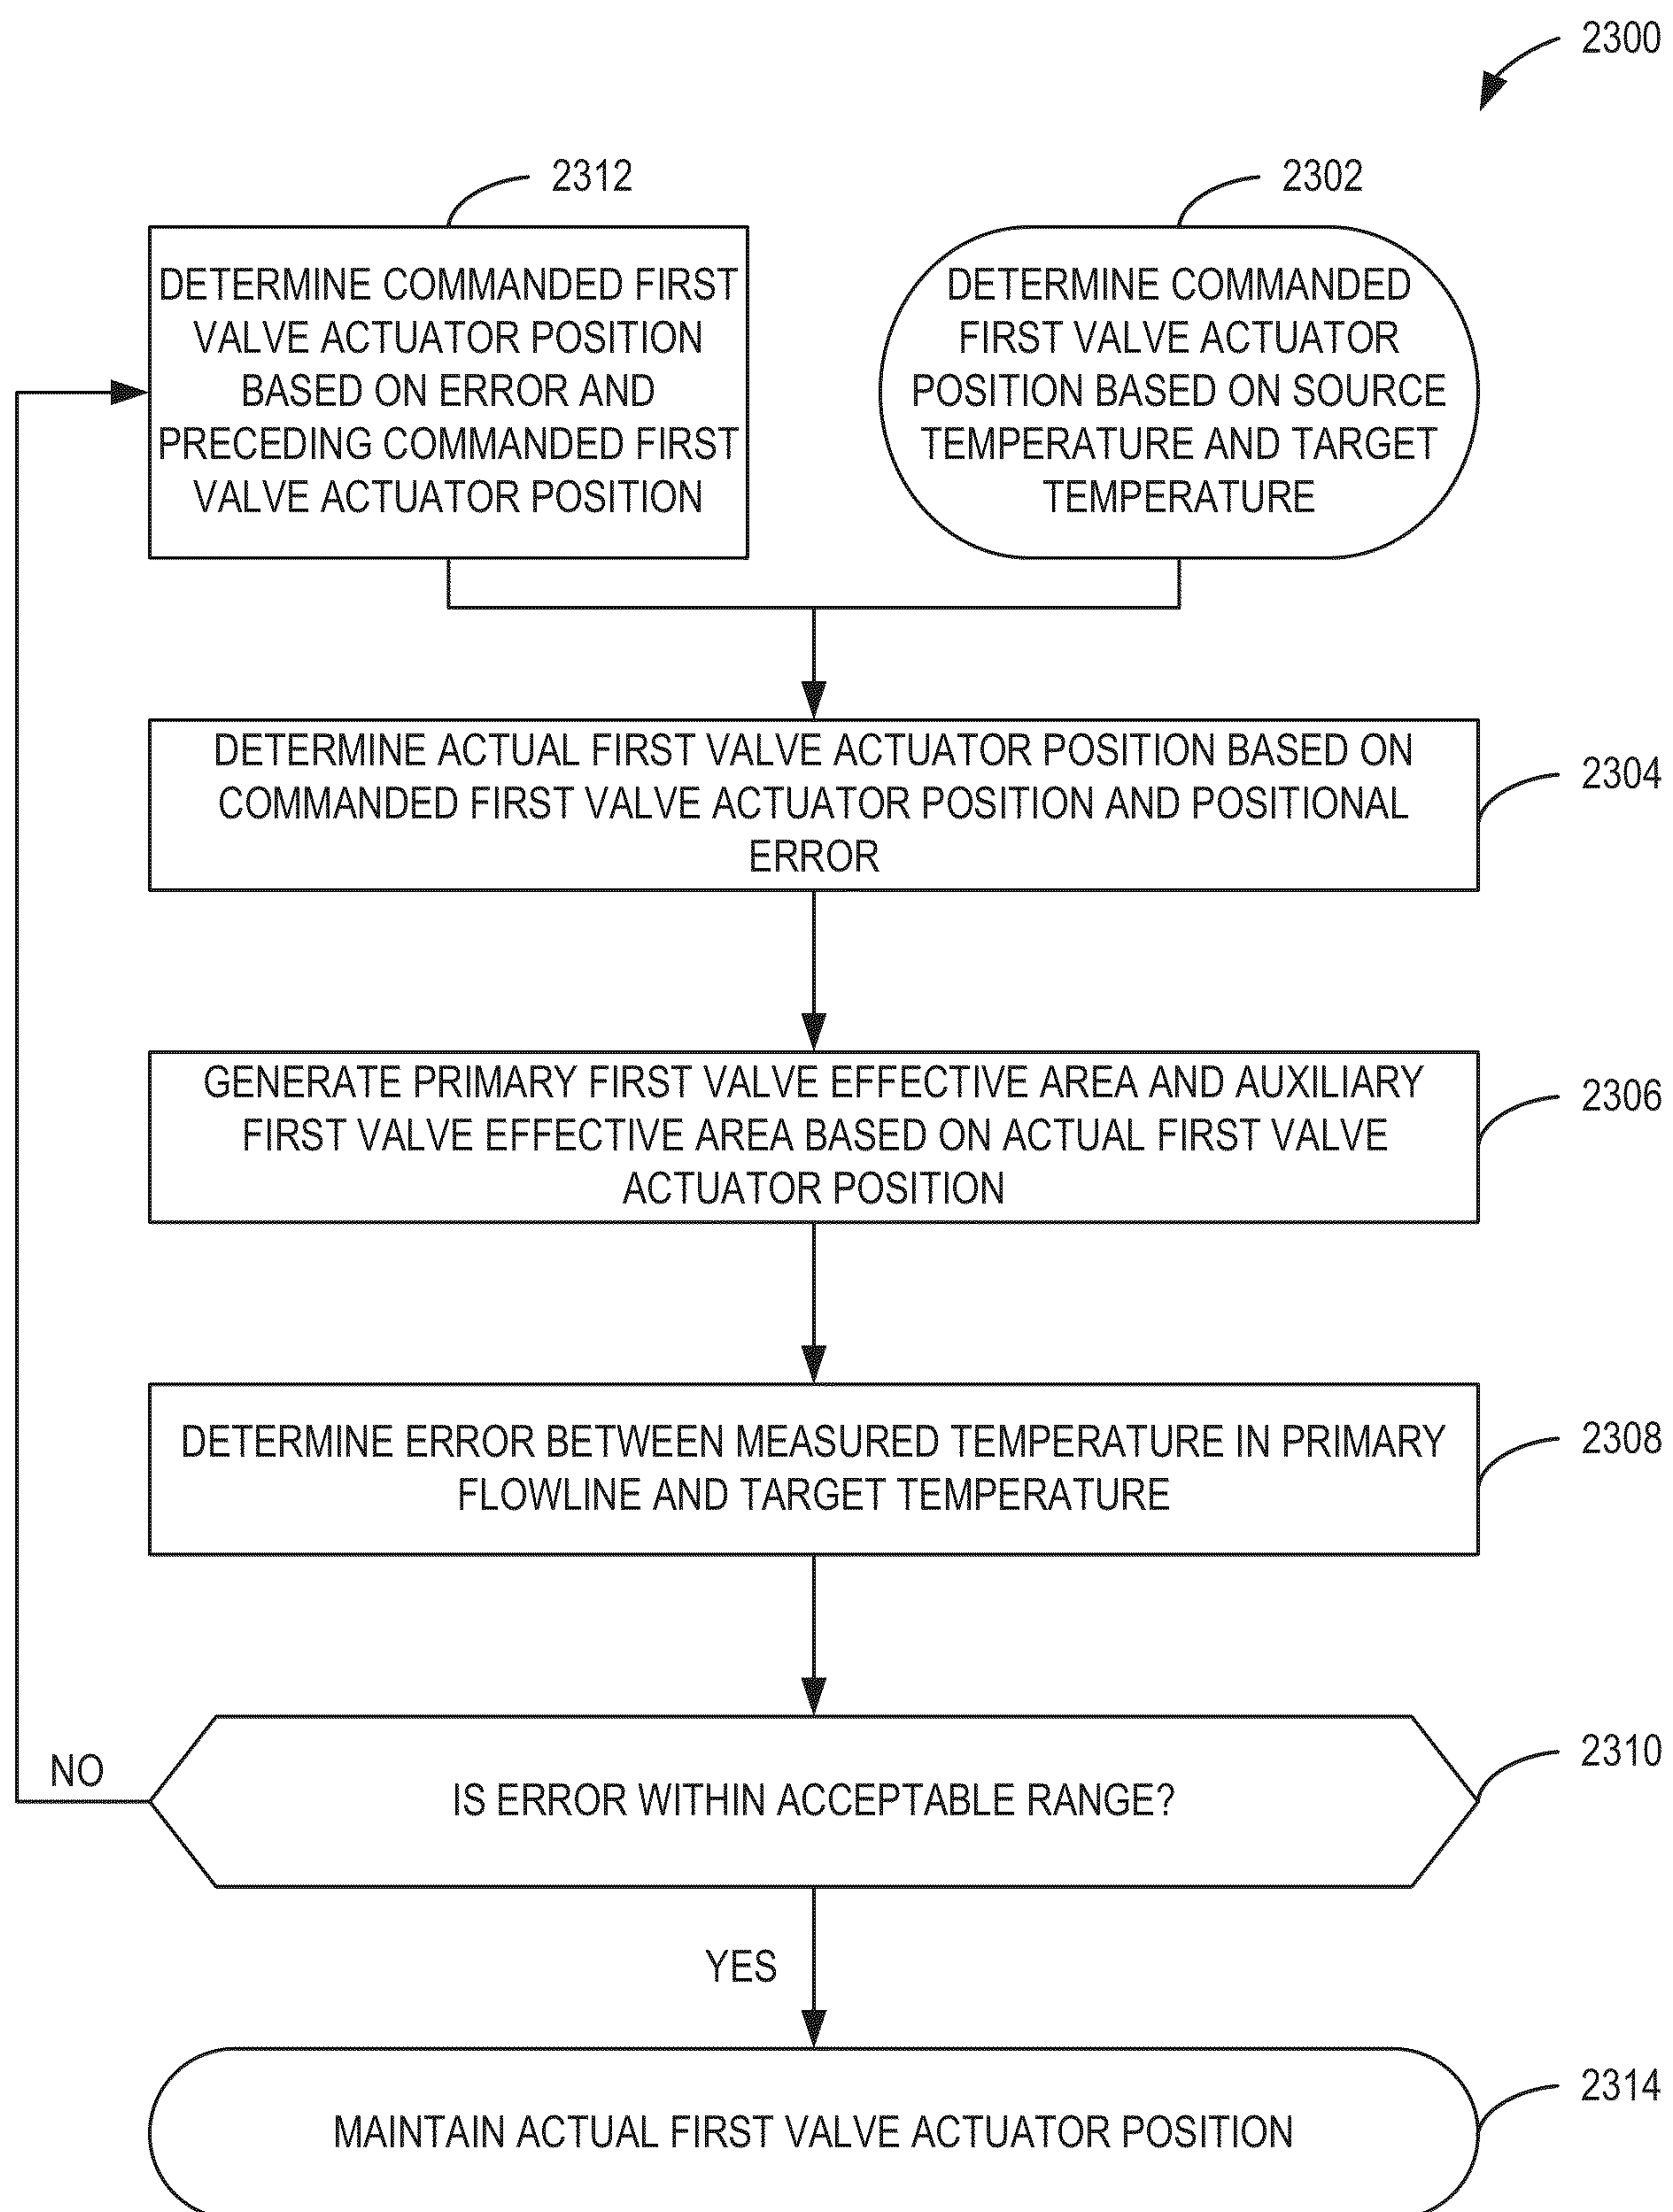 2300
2312
2302
DETERMINE COMMANDED FIRST
VALVE ACTUATOR POSITION
BASED ON ERROR AND
PRECEDING COMMANDED FIRST
VALVE ACTUATOR POSITION
DETERMINE COMMANDED
FIRST VALVE ACTUATOR
POSITION BASED ON SOURCE
TEMPERATURE AND TARGET
TEMPERATURE
DETERMINE ACTUAL FIRST VALVE ACTUATOR POSITION BASED ON
COMMANDED FIRST VALVE ACTUATOR POSITION AND POSITIONAL
ERROR
2304
GENERATE PRIMARY FIRST VALVE EFFECTIVE AREA AND AUXILIARY
FIRST VALVE EFFECTIVE AREA BASED ON ACTUAL FIRST VALVE
ACTUATOR POSITION
2306
DETERMINE ERROR BETWEEN MEASURED TEMPERATURE IN PRIMARY
FLOWLINE AND TARGET TEMPERATURE
2308
NO
IS ERROR WITHIN ACCEPTABLE RANGE?
2310
YES
MAINTAIN ACTUAL FIRST VALVE ACTUATOR POSITION
2314